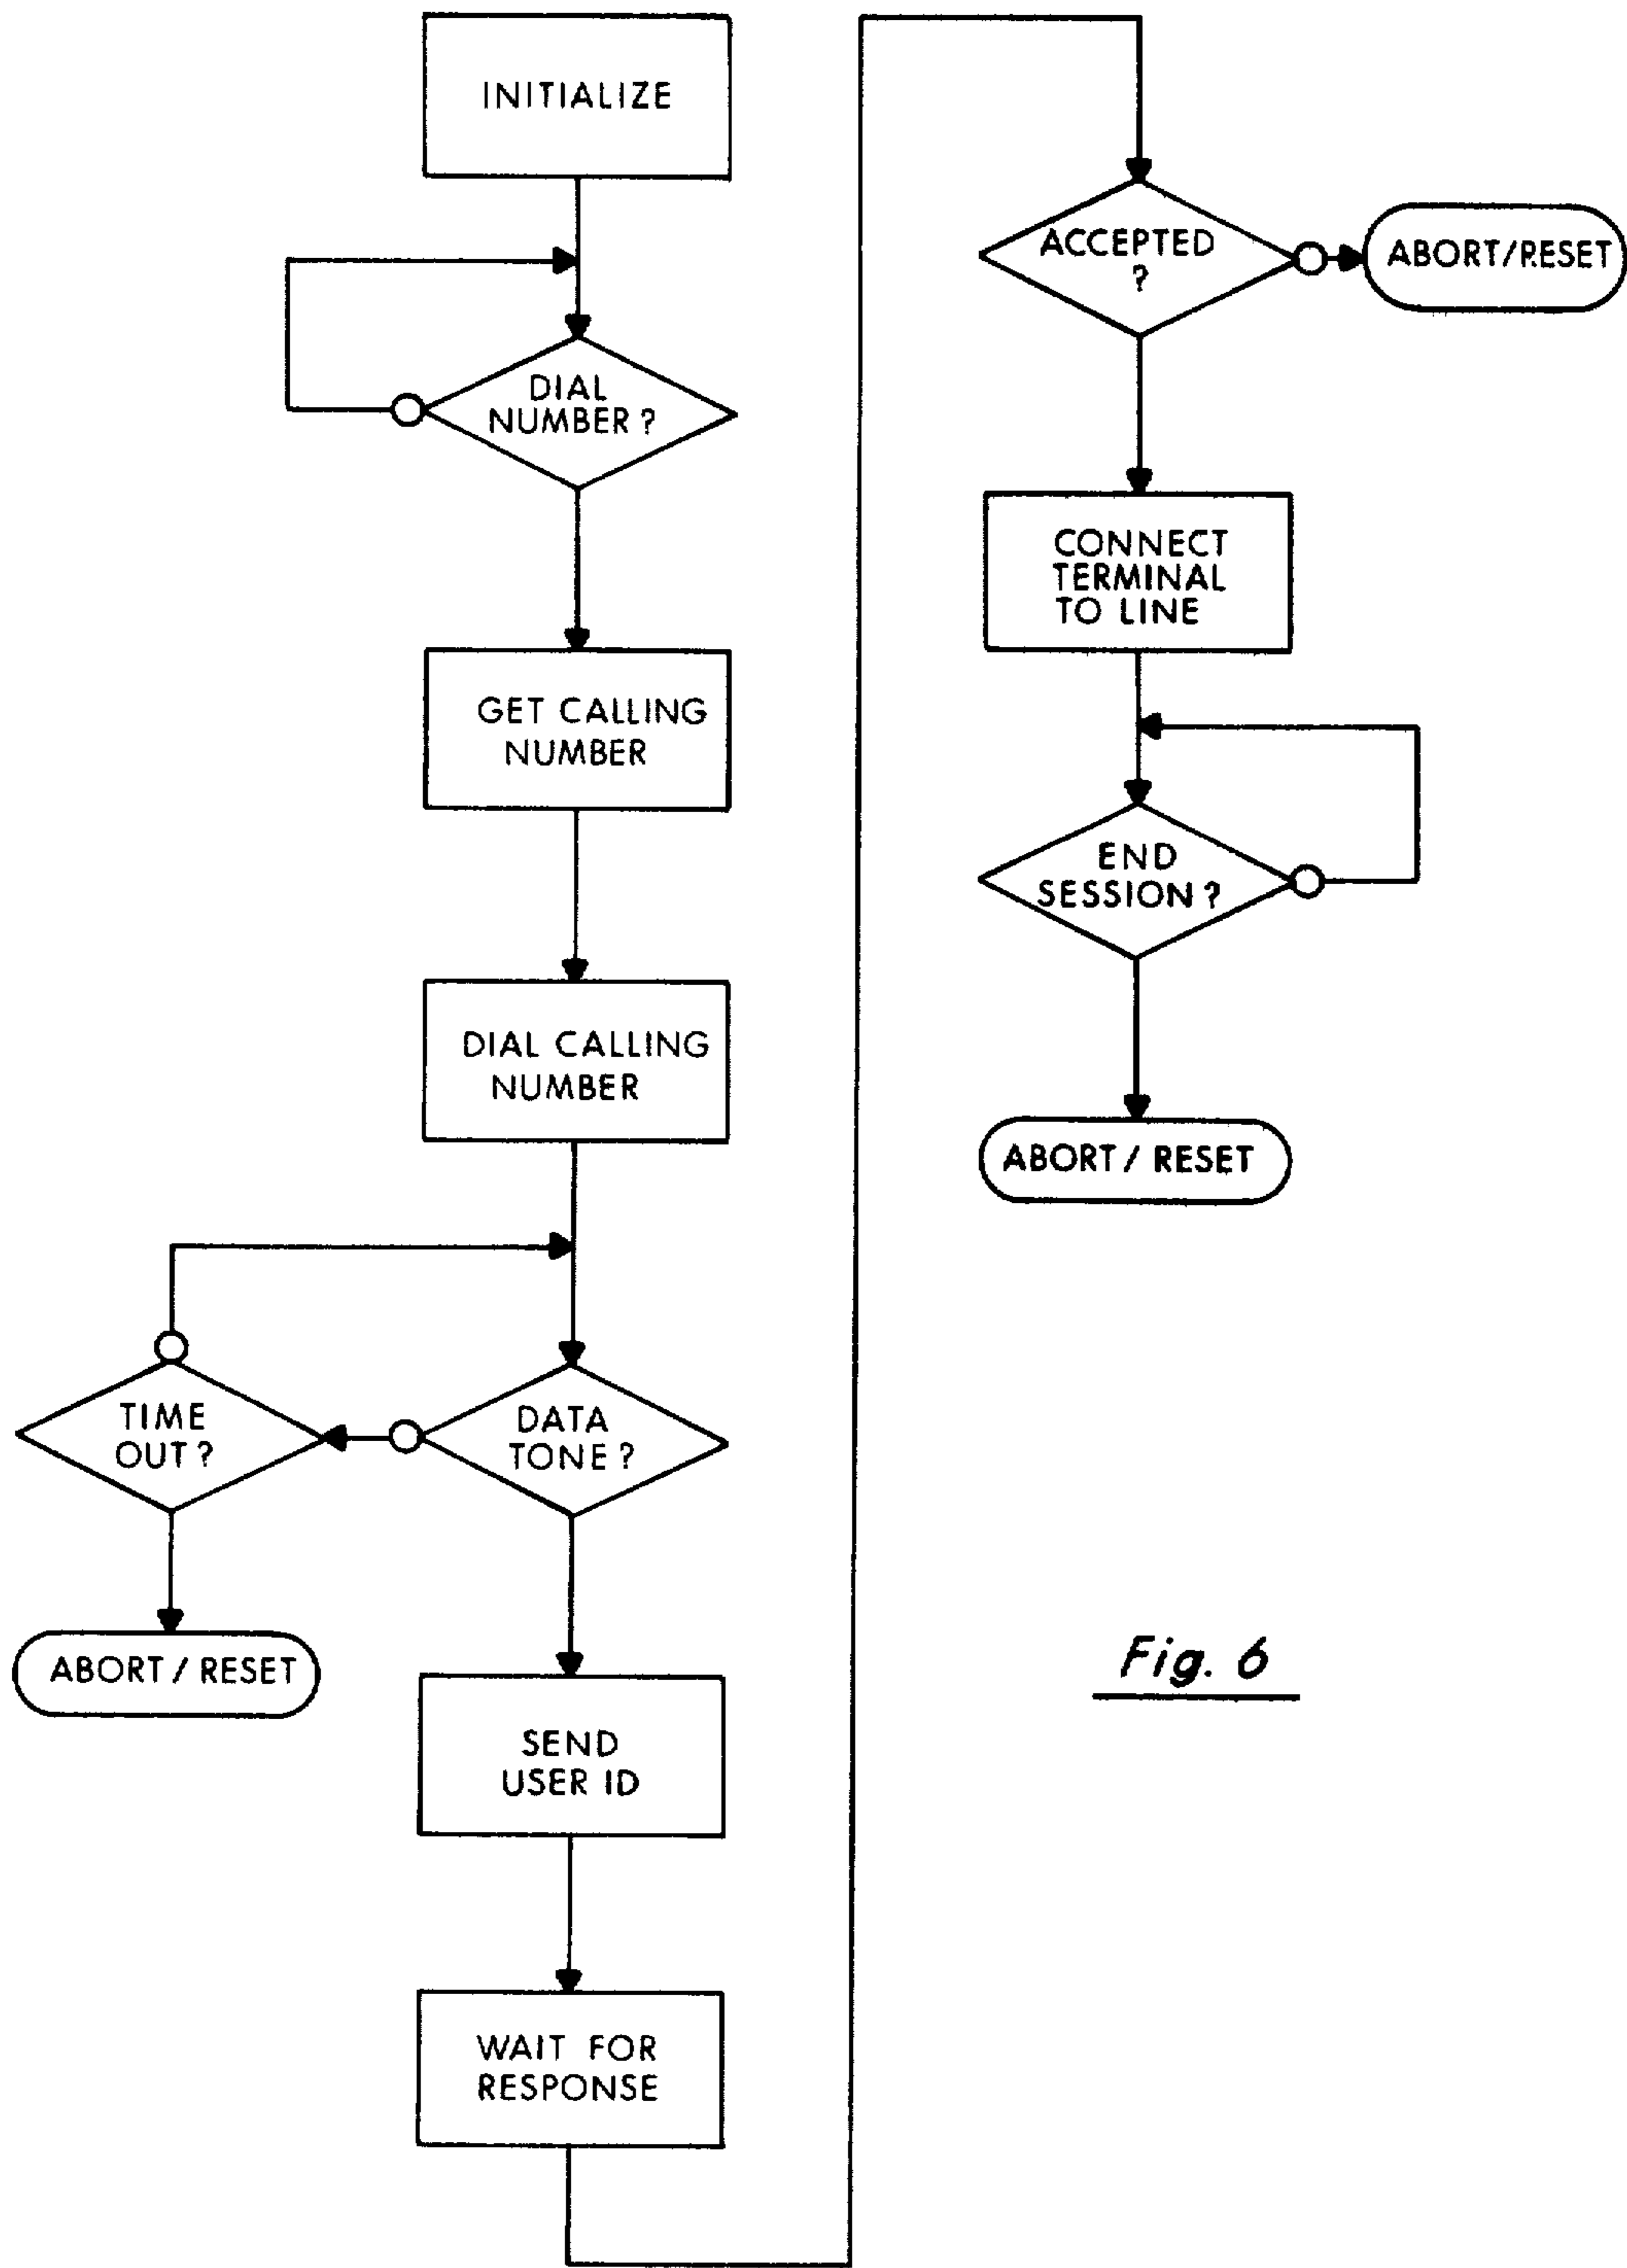 INITIALIZE
DIAL
NUMBER?
GET CALLING
NUMBER
DIAL CALLING
NUMBER
TIME
OUT?
DATA
TONE?
ABORT / RESET
SEND
USER ID
WAIT FOR
RESPONSE
ACCEPTED
?
ABORT/RESET
CONNECT
TERMINAL
TO LINE
END
SESSION?
ABORT / RESET
Fig. 6